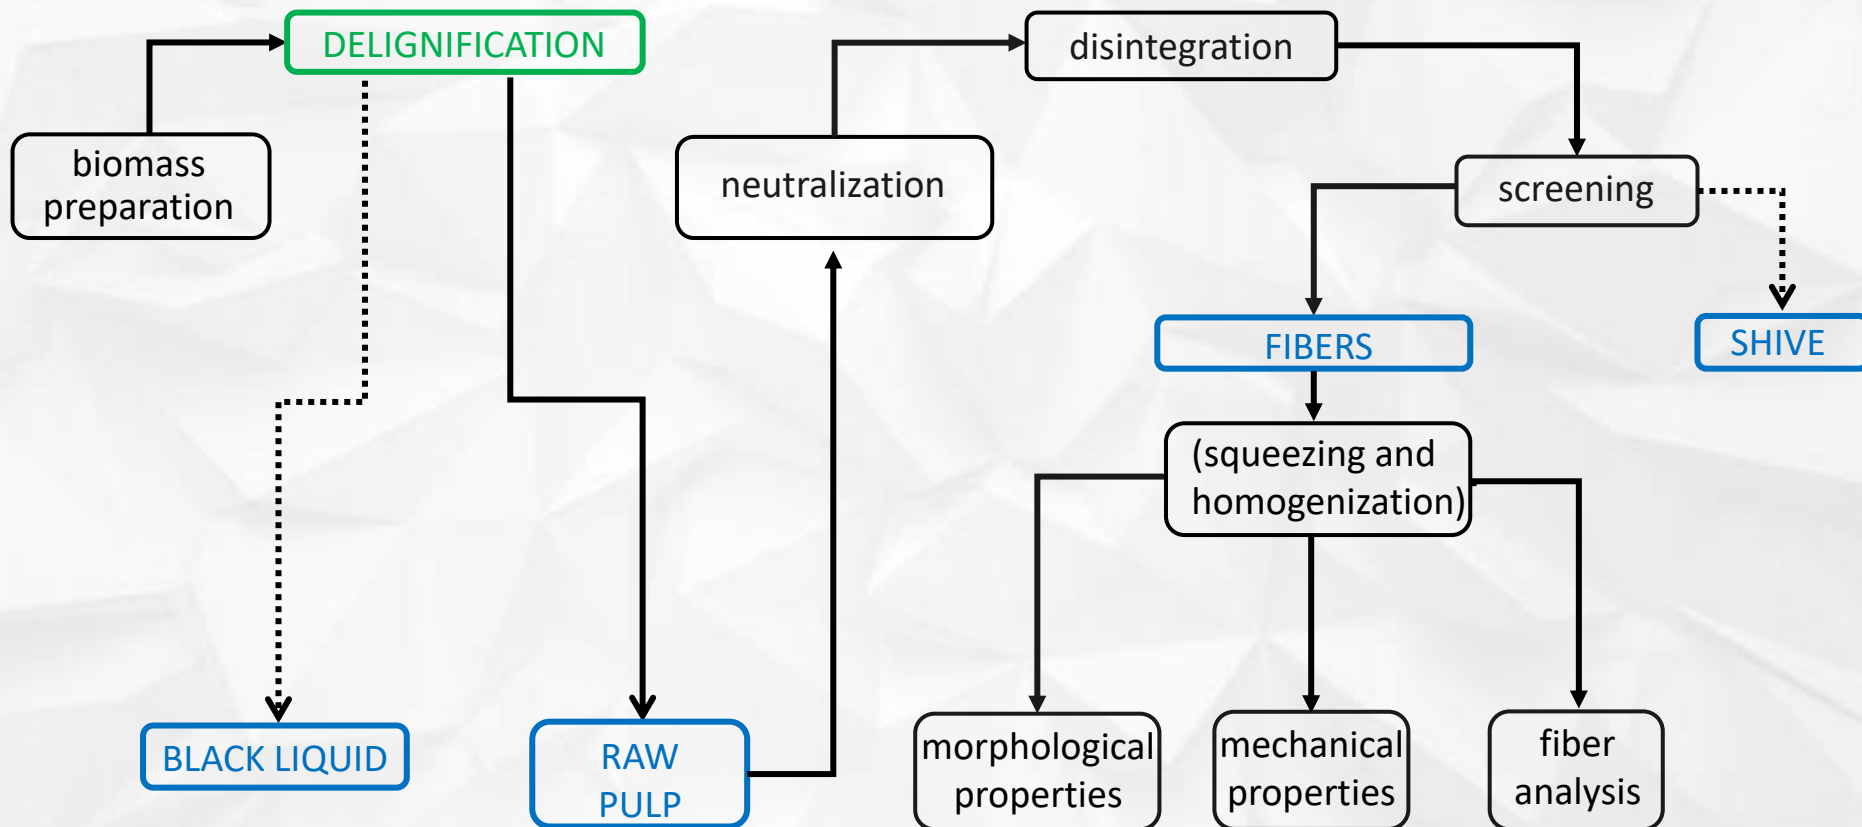 DELIGNIFICATION
biomass
preparation
BLACK LIQUID
RAW
PULP
neutralization
disintegration
screening
FIBERS
SHIVE
(squeezing and
homogenization)
morphological
properties
mechanical
properties
fiber
analysis